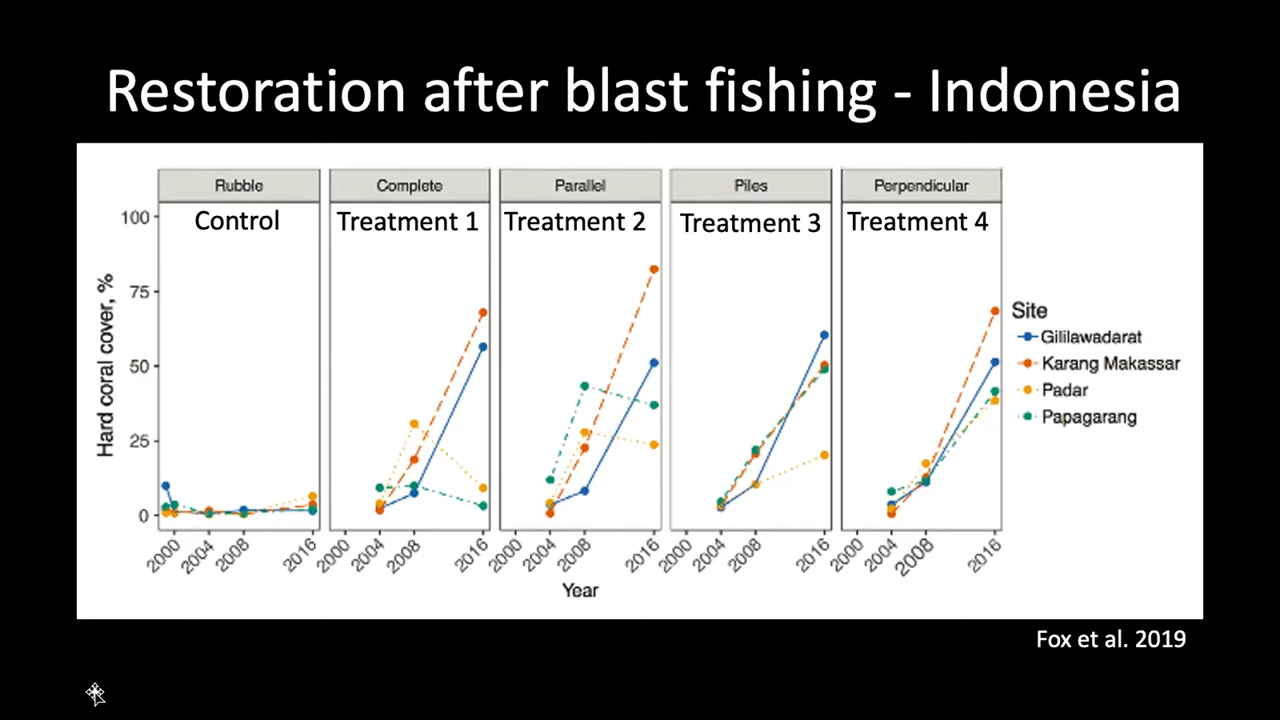 Restoration after blast fishing - Indonesia
Rubble
Complete
Parallel
Piles
Perpendicular
Control
Treatment 1
Treatment 2
Treatment 3
Treatment 4
Hard coral cover, %
100
75
50
25
0
2000 2004 2008 2016
2000 2004 2008 2016
2000 2004 2008 2016
2000 2004 2008 2016
2000 2004 2008 2016
Year
Site
Gililawadarat
Karang Makassar
Padar
Papagarang
Fox et al. 2019